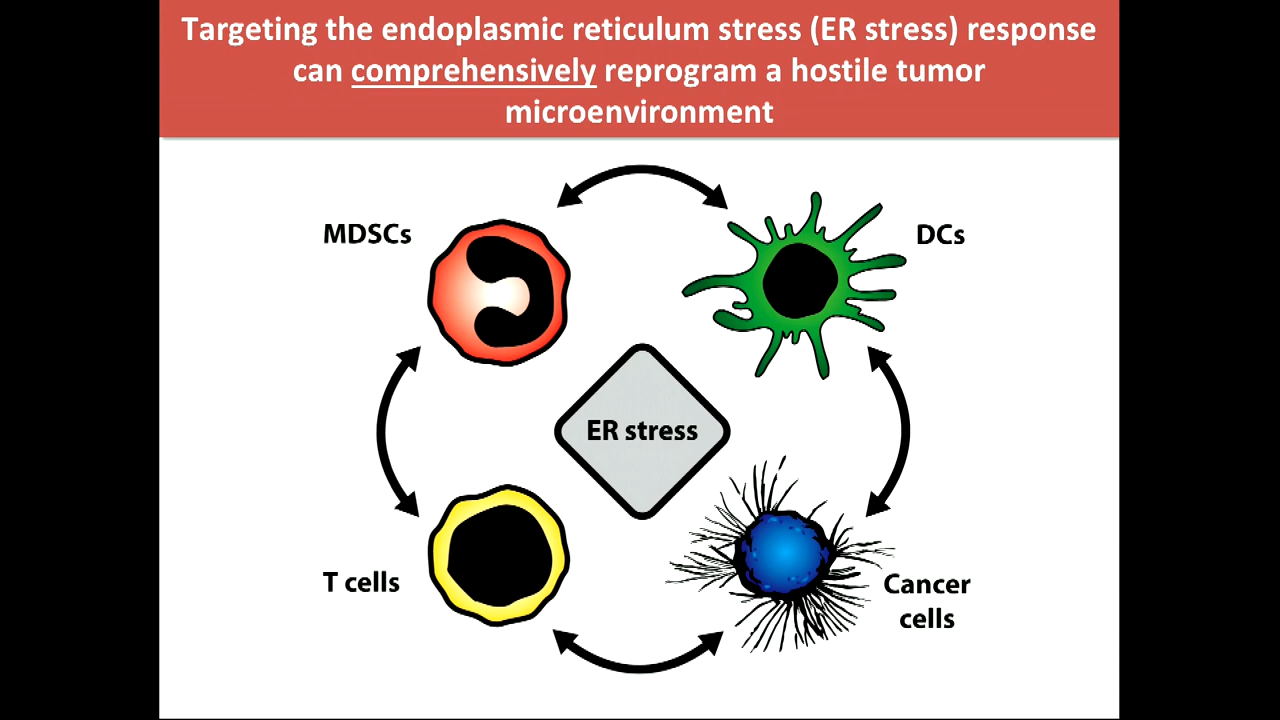 Targeting the endoplasmic reticulum stress (ER stress) response
can comprehensively reprogram a hostile tumor
microenvironment
MDSCs
DCs
ER stress
T cells
Cancer
cells